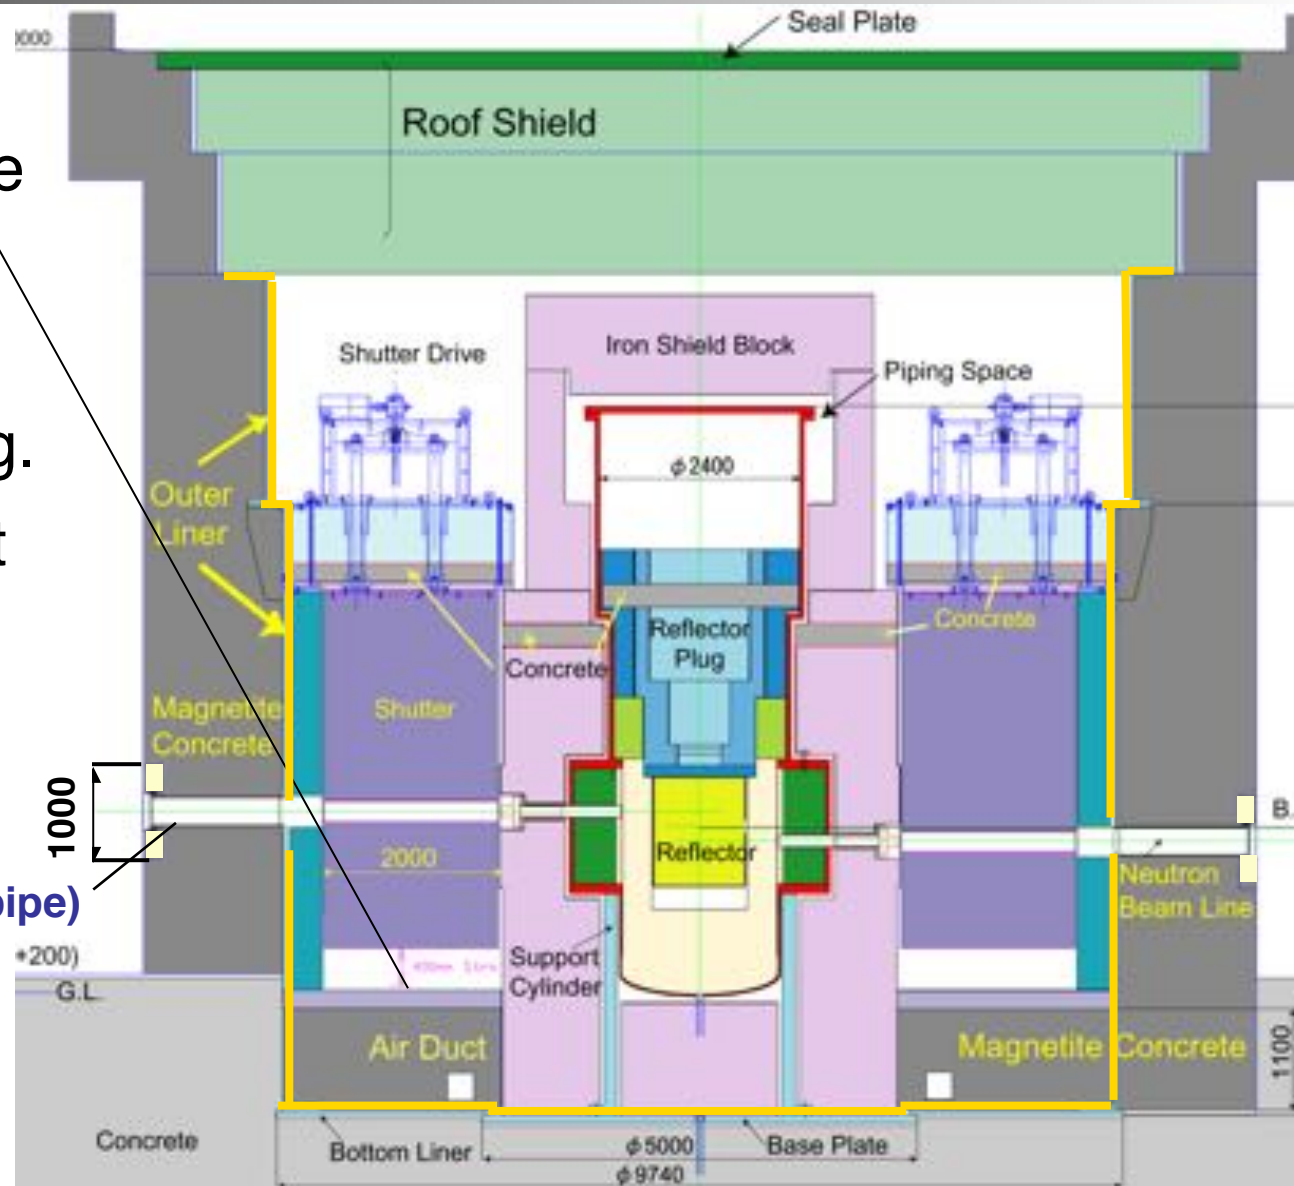 Seal Plate
0000
Roof Shield
e
Iron Shield Block
Shutter Drive
Piping Space
g.
ϕ2400
Outer
Liner
t
Concrete
Reflector
Plug
Concrete
Magnetite
Concrete
Shutter
1000
B.
2000
Reflector
Neutron
Beam Line
pipe)
+200)
Support
Cylinder
G.L.
Air Duct
Magnetite Concrete
1100
Concrete
Bottom Liner
ϕ5000
Base Plate
ϕ9740